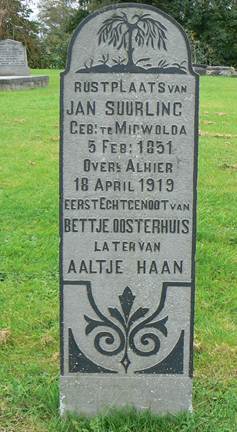 RUSTPLAATS VAN
JAN SUURLING
GEB: TE MIDWOLDA
5 FEB: 1851
OVERL ALHIER
18 APRIL 1919
EERST ECHTGENOOT VAN
BETTJE OOSTERHUIS
LATER VAN
AALTJE HAAN